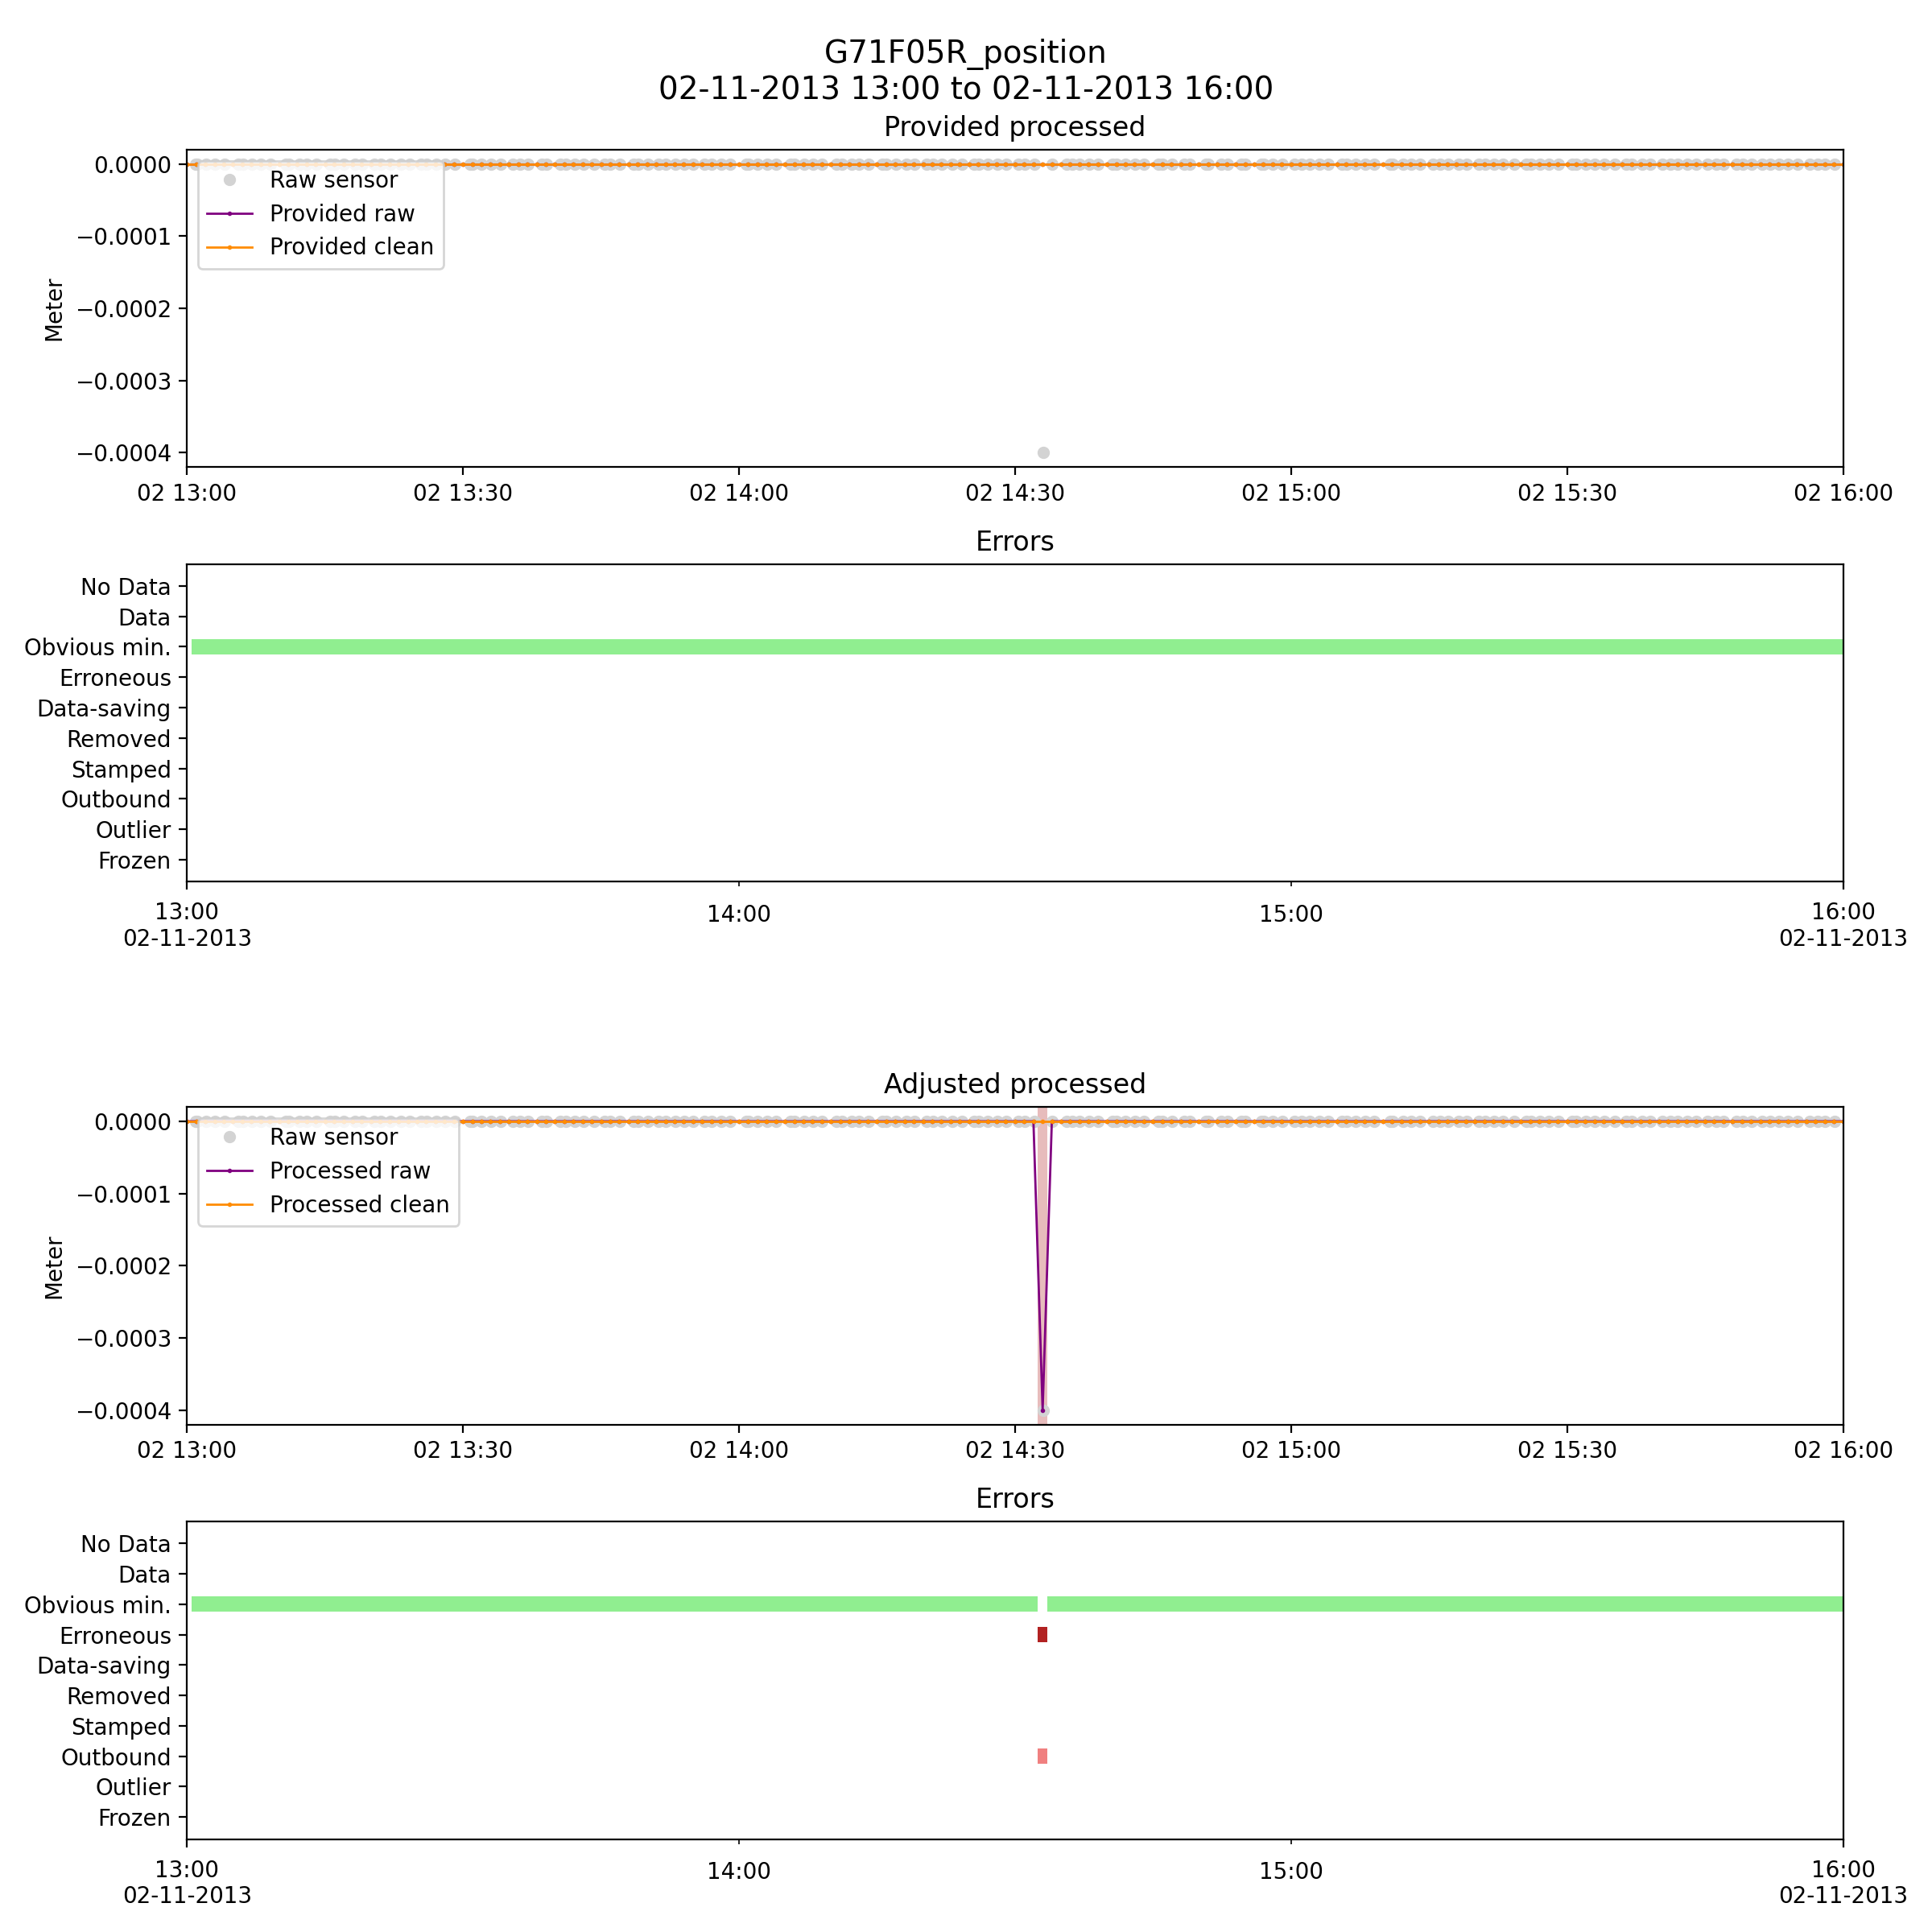 G71F05R_position
02-11-2013 13:00 to 02-11-2013 16:00
Provided processed
Meter
0.0000
−0.0001
−0.0002
−0.0003
−0.0004
Raw sensor
Provided raw
Provided clean
02 13:00 02 13:30 02 14:00 02 14:30 02 15:00 02 15:30 02 16:00
Errors
No Data
Data
Obvious min.
Erroneous
Data-saving
Removed
Stamped
Outbound
Outlier
Frozen
13:00 14:00 15:00 16:00
02-11-2013 02-11-2013
Adjusted processed
Meter
0.0000
−0.0001
−0.0002
−0.0003
−0.0004
Raw sensor
Processed raw
Processed clean
02 13:00 02 13:30 02 14:00 02 14:30 02 15:00 02 15:30 02 16:00
Errors
No Data
Data
Obvious min.
Erroneous
Data-saving
Removed
Stamped
Outbound
Outlier
Frozen
13:00 14:00 15:00 16:00
02-11-2013 02-11-2013